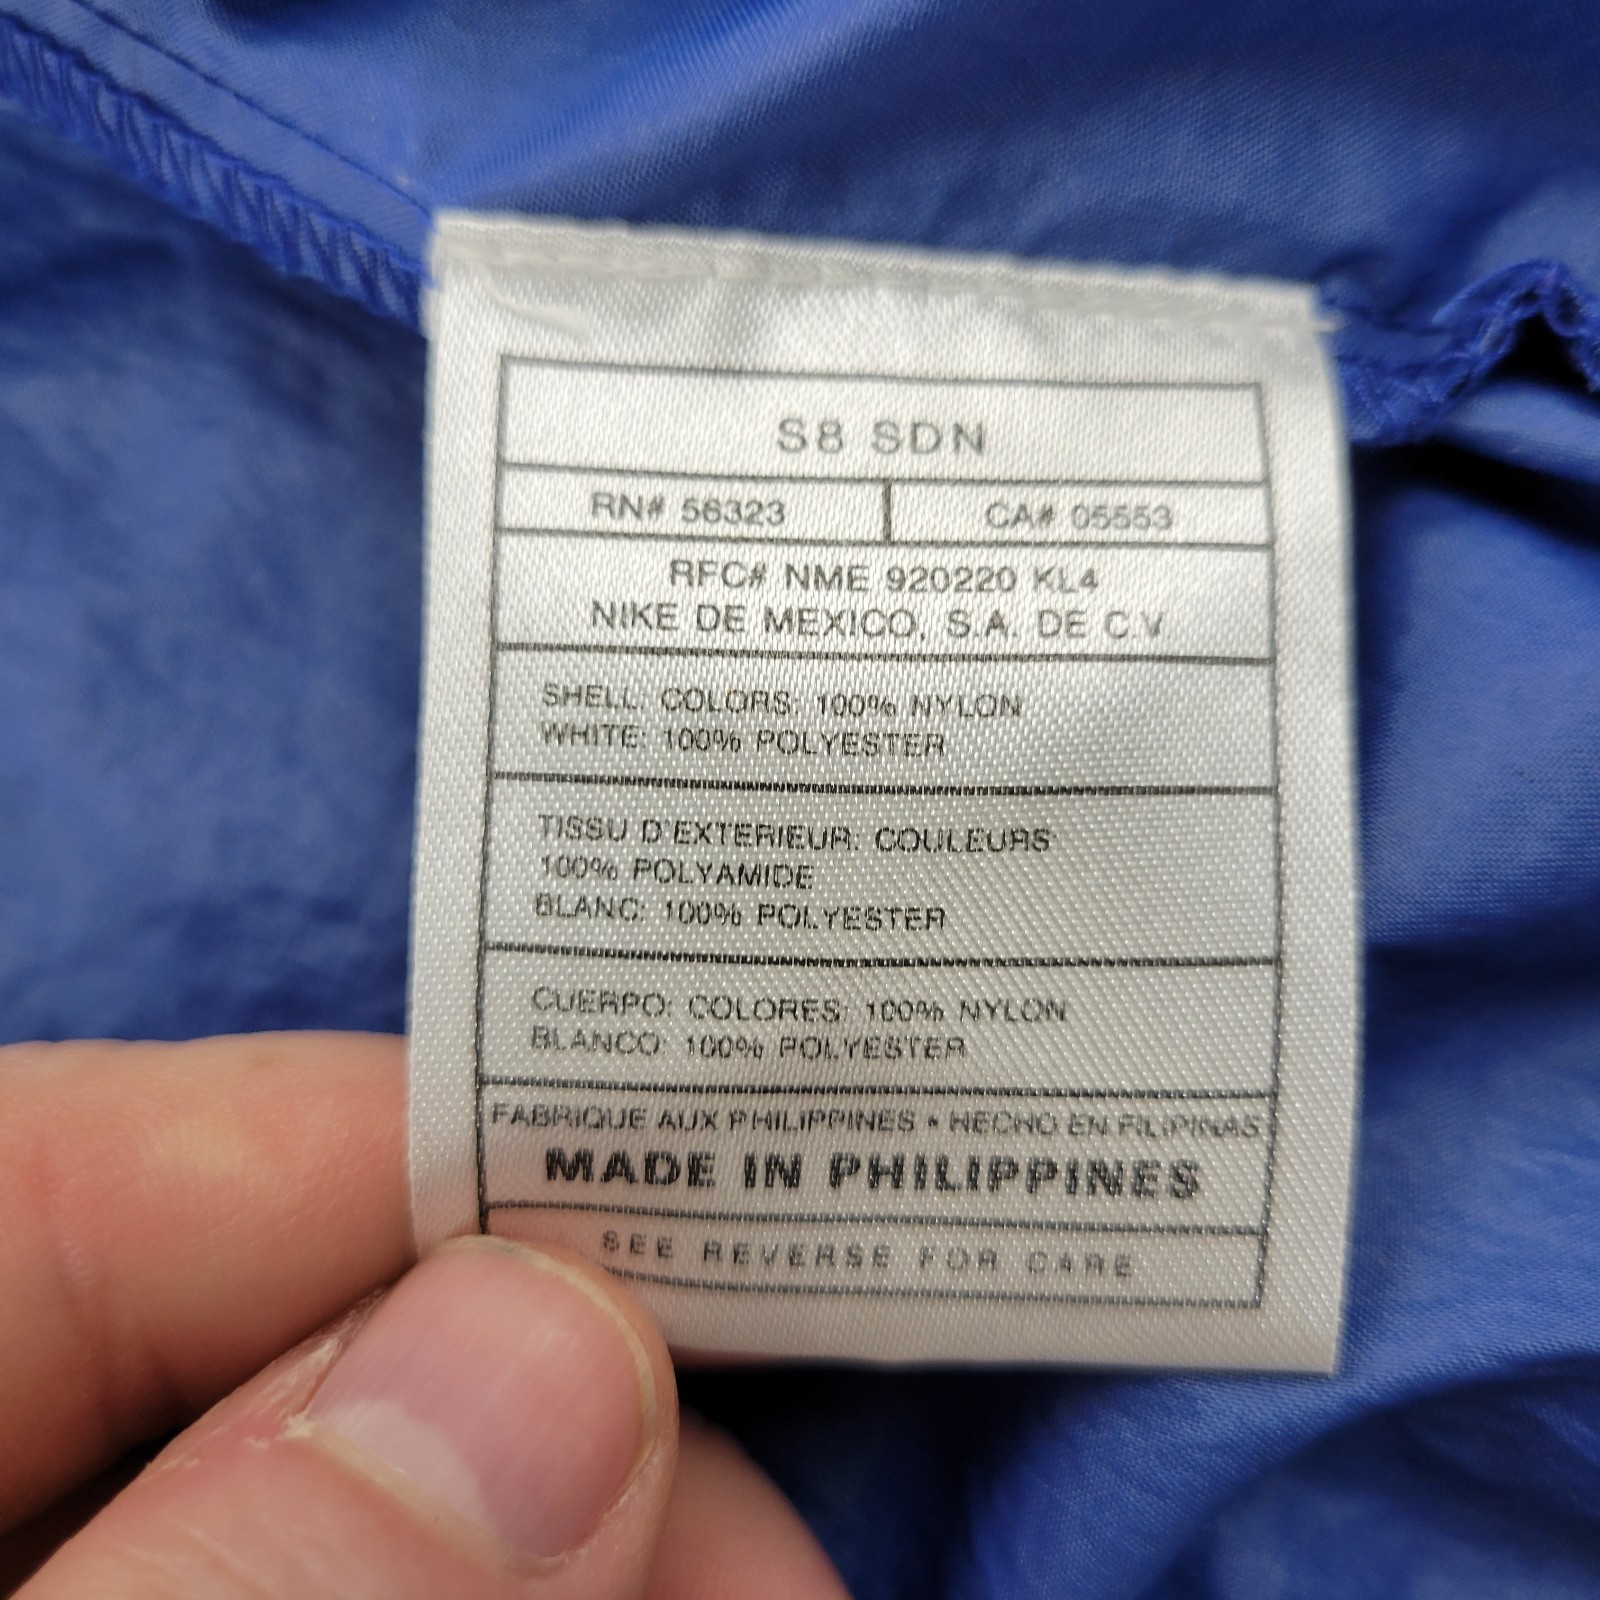 S8 SDN
RN# 56323 CA# 05553
RFC# NME 920220 KL4
NIKE DE MEXICO, S.A. DE C.V
SHELL: COLORS: 100% NYLON
WHITE: 100% POLYESTER
TISSU D'EXTERIEUR: COULEURS
100% POLYAMIDE
BLANC: 100% POLYESTER
CUERPO: COLORES: 100% NYLON
BLANCO: 100% POLYESTER
FABRIQUE AUX PHILIPPINES • HECHO EN FILIPINAS
MADE IN PHILIPPINES
SEE REVERSE FOR CARE